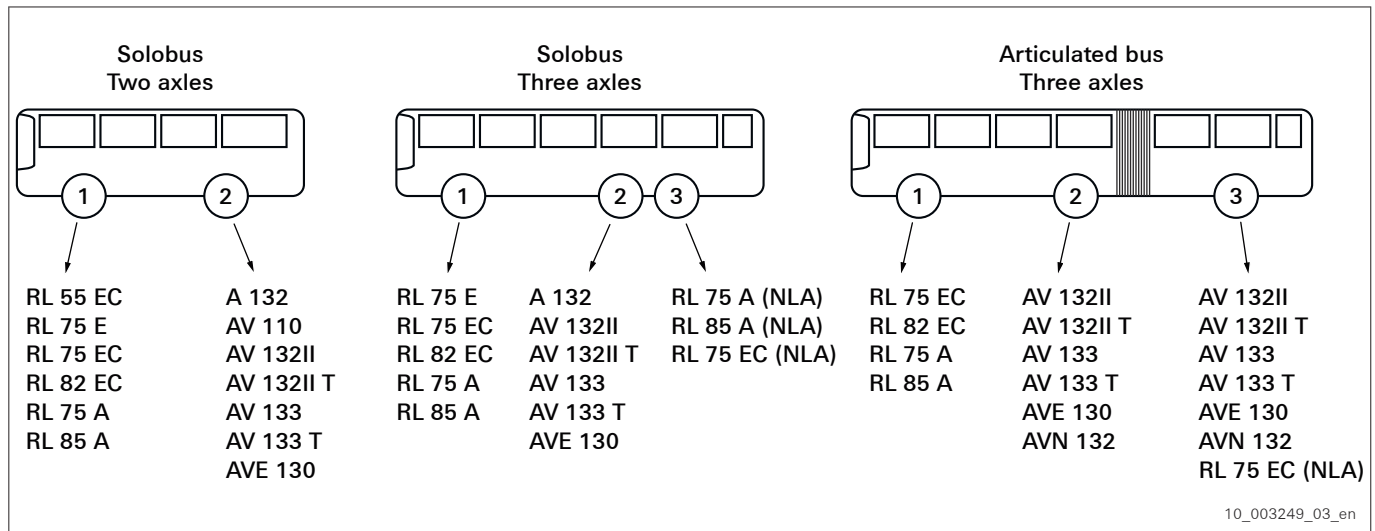 Solobus
Two axles
1
2
RL 55 EC
RL 75 E
RL 75 EC
RL 82 EC
RL 75 A
RL 85 A
A 132
AV 110
AV 132II
AV 132II T
AV 133
AV 133 T
AVE 130
Solobus
Three axles
1
2
3
RL 75 E
RL 75 EC
RL 82 EC
RL 75 A
RL 85 A
A 132
AV 132II
AV 132II T
AV 133
AV 133 T
AVE 130
RL 75 A (NLA)
RL 85 A (NLA)
RL 75 EC (NLA)
Articulated bus
Three axles
1
2
3
RL 75 EC
RL 82 EC
RL 75 A
RL 85 A
AV 132II
AV 132II T
AV 133
AV 133 T
AVE 130
AVN 132
AV 132II
AV 132II T
AV 133
AV 133 T
AVE 130
AVN 132
RL 75 EC (NLA)
10_003249_03_en